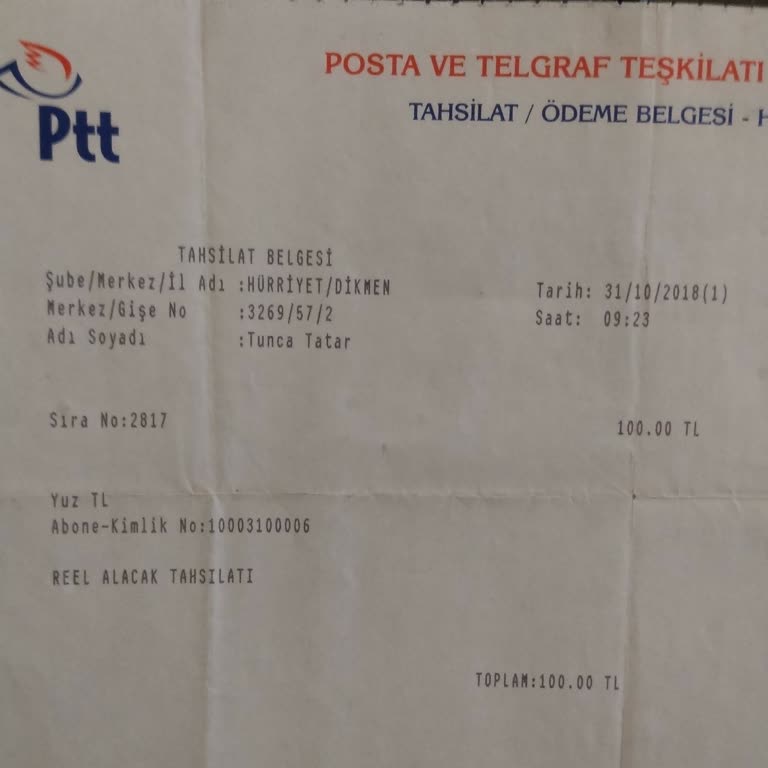 Ptt
POSTA VE TELGRAF TEŞKİLATI
TAHSİLAT / ÖDEME BELGESİ -
TAHSİLAT BELGESİ
Şube/Merkez/İl Adı :HÜRRİYET/DİKMEN
Tarih: 31/10/2018(1)
Merkez/Gişe No :3269/57/2
Saat: 09:23
Adı Soyadı :Tunca Tatar
Sıra No:2817
100.00 TL
Yuz TL
Abone-Kimlik No:10003100006
REEL ALACAK TAHSILATI
TOPLAM:100.00 TL